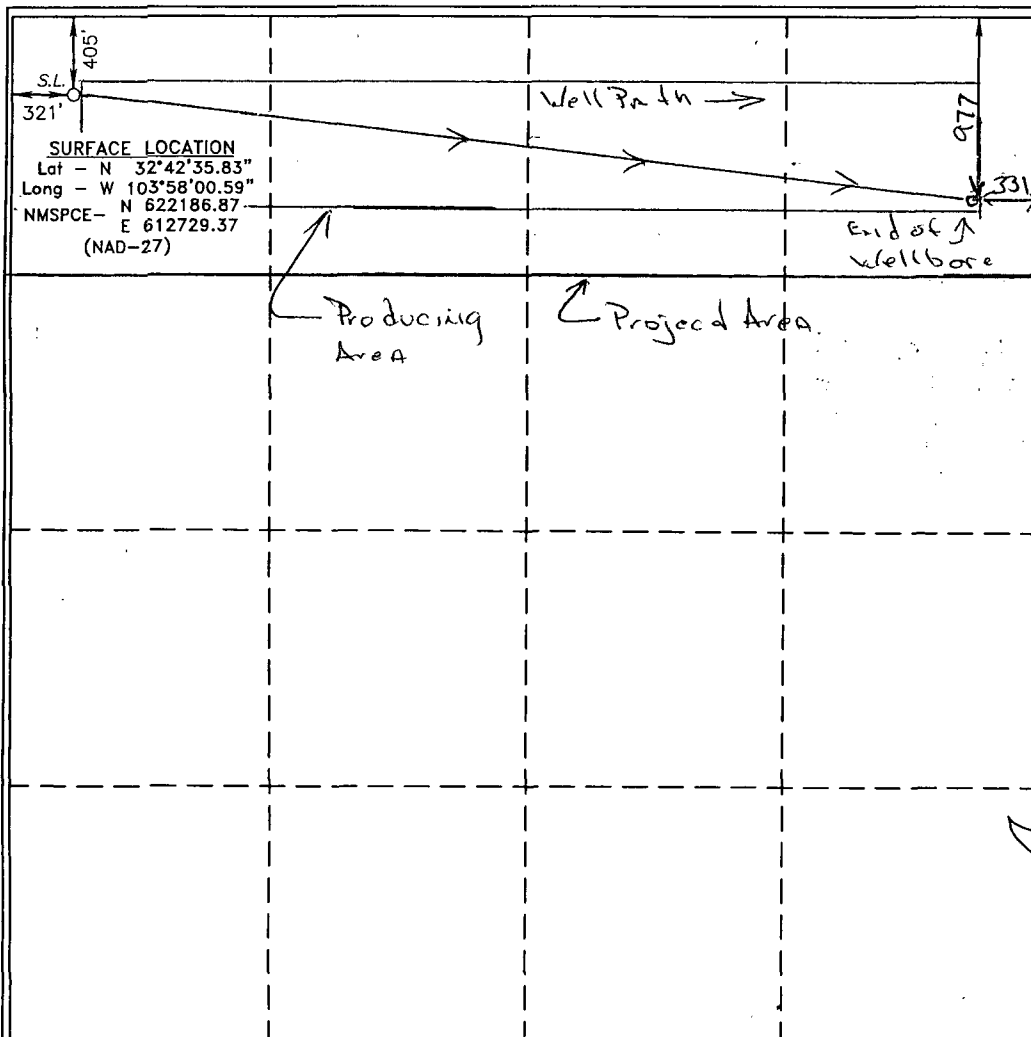 405'
S.L.
321'
Well Path →
977
331
SURFACE LOCATION
Lat - N 32°42'35.83"
Long - W 103°58'00.59"
NMSPCE- N 622186.87
E 612729.37
(NAD-27)
End of
Wellbore
Producing
Area
Project Area.